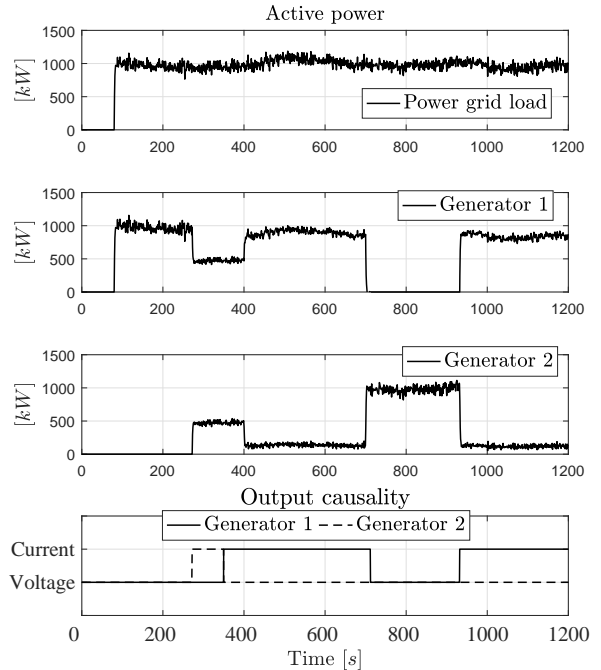 Active power
1500
1000
500
0
[kW]
Power grid load
0 200 400 600 800 1000 1200
1500
1000
500
0
[kW]
Generator 1
0 200 400 600 800 1000 1200
1500
1000
500
0
[kW]
Generator 2
0 200 400 600 800 1000 1200
Output causality
Generator 1 Generator 2
Current
Voltage
0 200 400 600 800 1000 1200
Time [s]